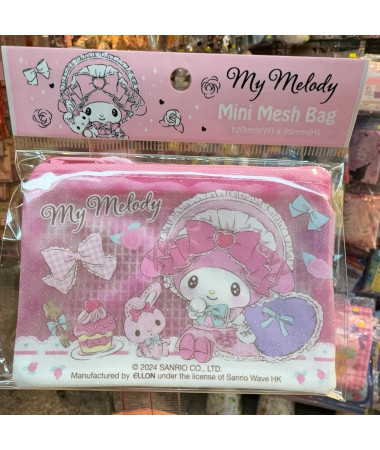 My Melody
Mini Mesh Bag
120mm(W) x 85mm(H)
My Melody
© 2024 SANRIO CO., LTD.
Manufactured by ELLON under the license of Sanrio Wave HK